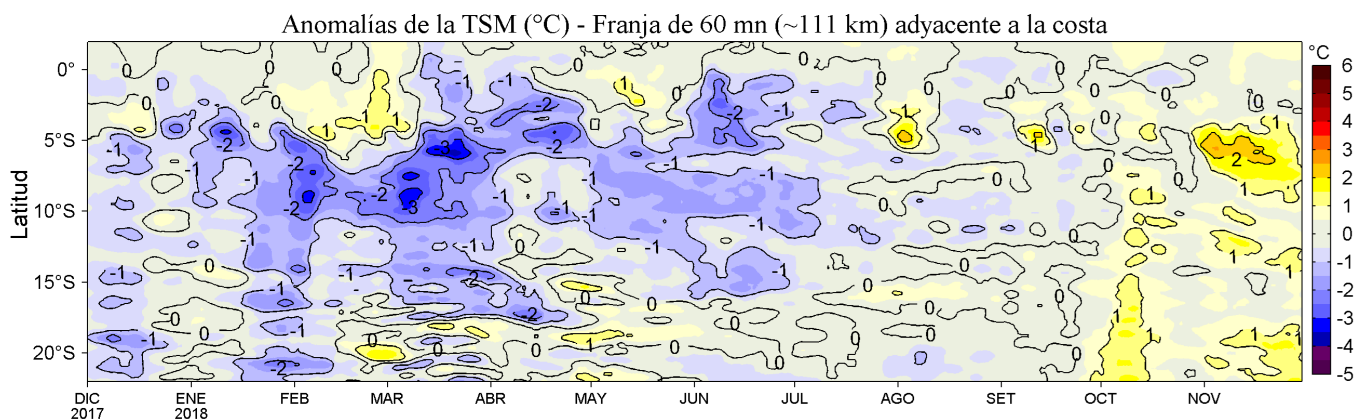 Anomalías de la TSM (°C) - Franja de 60 mn (~111 km) adyacente a la costa
°C
6
5
4
3
2
1
0
-1
-2
-3
-4
-5
Latitud
0°
5°S
10°S
15°S
20°S
DIC ENE FEB MAR ABR MAY JUN JUL AGO SET OCT NOV
2017 2018